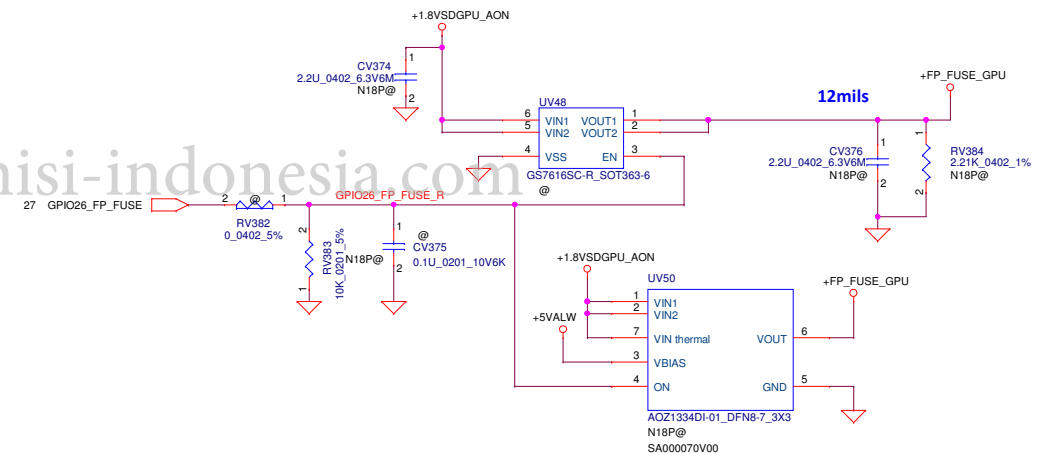 +1.8VSDGPU_AON
1
CV374
2.2U_0402_6.3V6M
N18P@
2
+FP_FUSE_GPU
12mils
UV48
6 VIN1 VOUT1 1
5 VIN2 VOUT2 2
4 VSS EN 3
GS7616SC-R_SOT363-6
@
1
CV376
2.2U_0402_6.3V6M
N18P@
2
1
RV384
2.21K_0402_1%
N18P@
2
nisi-indonesia.com
27 GPIO26_FP_FUSE
2 @ 1
RV382
0_0402_5%
GPIO26_FP_FUSE_R
2
RV383
10K_0201_5%
N18P@
1
1 @
CV375
0.1U_0201_10V6K
2
+1.8VSDGPU_AON
UV50
+FP_FUSE_GPU
+5VALW
1 VIN1
2 VIN2
7 VIN thermal VOUT 6
3 VBIAS
4 ON GND 5
AOZ1334DI-01_DFN8-7_3X3
N18P@
SA000070V00